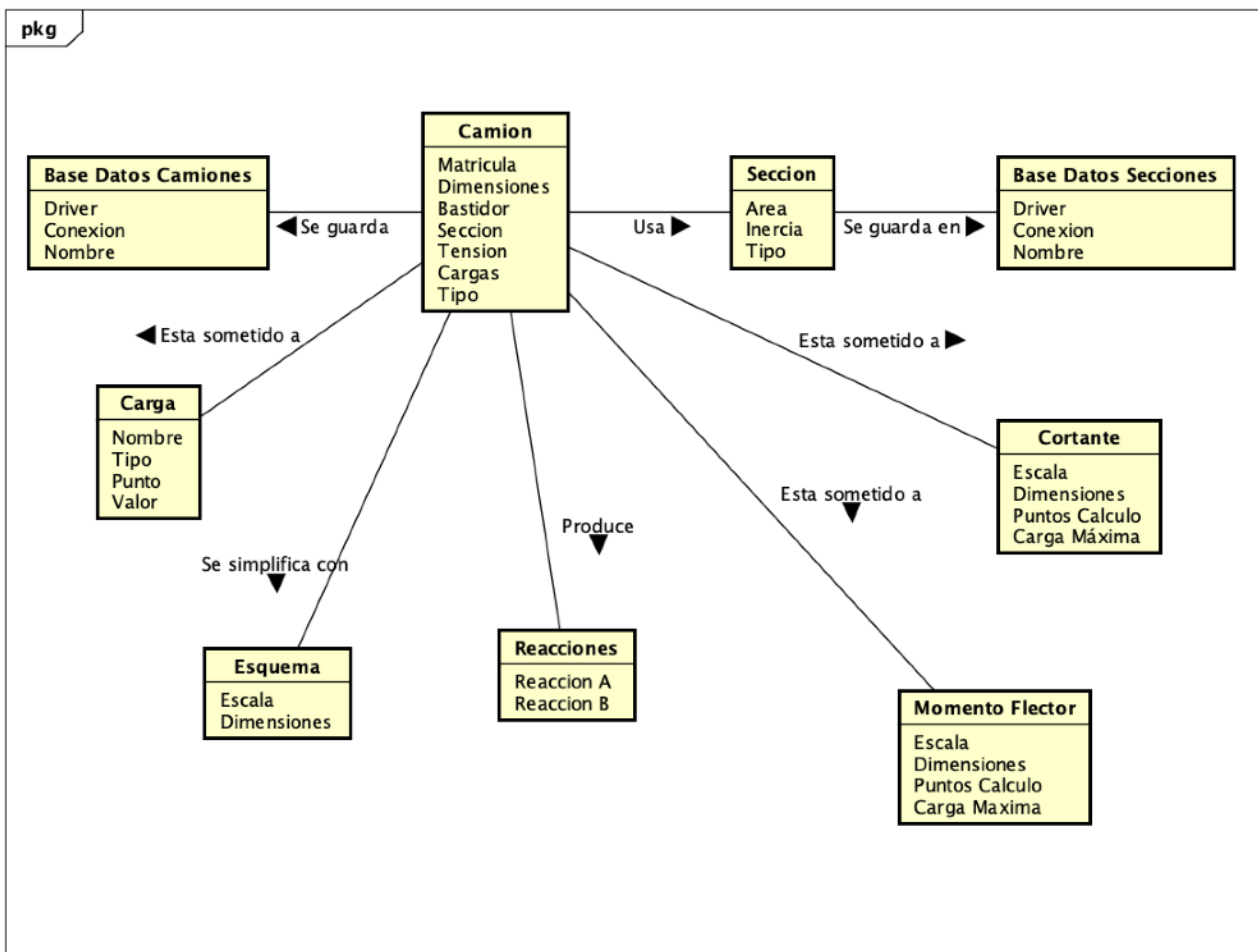 pkg
Camion
Matricula
Dimensiones
Bastidor
Seccion
Tension
Cargas
Tipo
Base Datos Camiones
Driver
Conexion
Nombre
Se guarda
Usa
Seccion
Area
Inercia
Tipo
Se guarda en
Base Datos Secciones
Driver
Conexion
Nombre
Esta sometido a
Esta sometido a
Carga
Nombre
Tipo
Punto
Valor
Cortante
Escala
Dimensiones
Puntos Calculo
Carga Máxima
Esta sometido a
Produce
Se simplifica con
Esquema
Escala
Dimensiones
Reacciones
Reaccion A
Reaccion B
Momento Flector
Escala
Dimensiones
Puntos Calculo
Carga Maxima